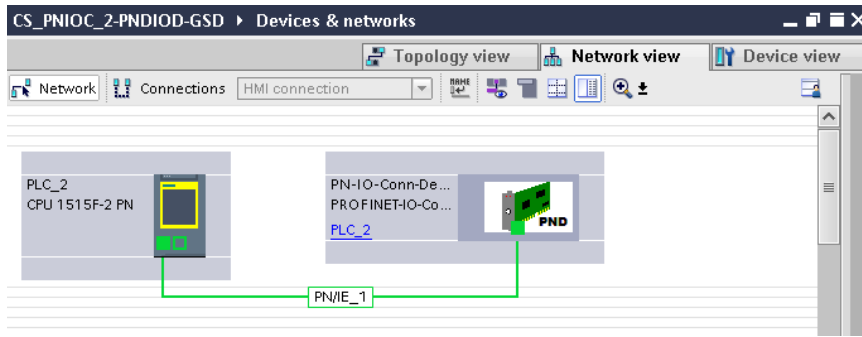 CS_PNIOC_2-PNDIOD-GSD ▸ Devices & networks
Topology view Network view Device view
Network Connections HMI connection
PLC_2
CPU 1515F-2 PN
PN-IO-Conn-De...
PROFINET-IO-Co...
PLC_2
PND
PN/IE_1